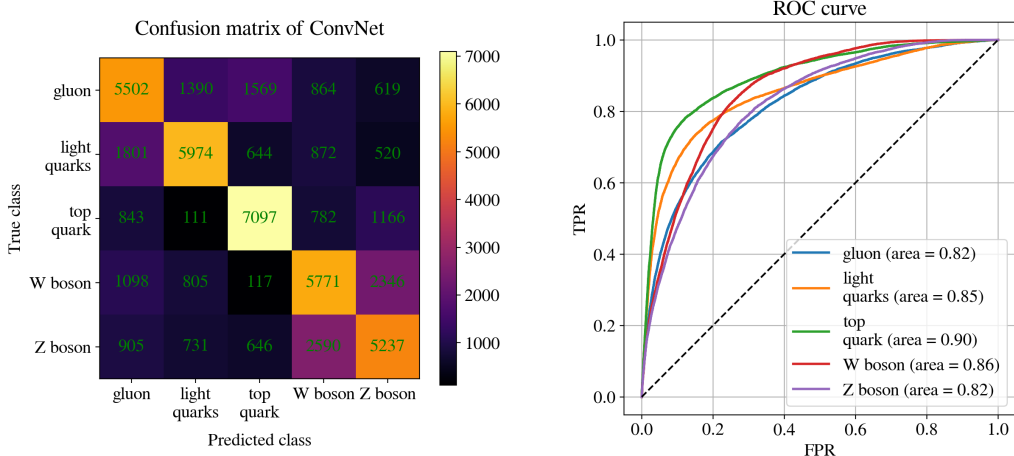 Confusion matrix of ConvNet
True class
gluon 5502 1390 1569 864 619
light
quarks 1801 5974 644 872 520
top
quark 843 111 7097 782 1166
W boson 1098 805 117 5771
Z boson 905 731 646 5237
gluon light quarks top quark W boson Z boson
Predicted class
7000
6000
5000
4000
3000
2000
1000
ROC curve
TPR
1.0
0.8
0.6
0.4
0.2
0.0
gluon (area = 0.82)
light
quarks (area = 0.85)
top
quark (area = 0.90)
W boson (area = 0.86)
Z boson (area = 0.82)
0.0 0.2 0.4 0.6 0.8 1.0
FPR